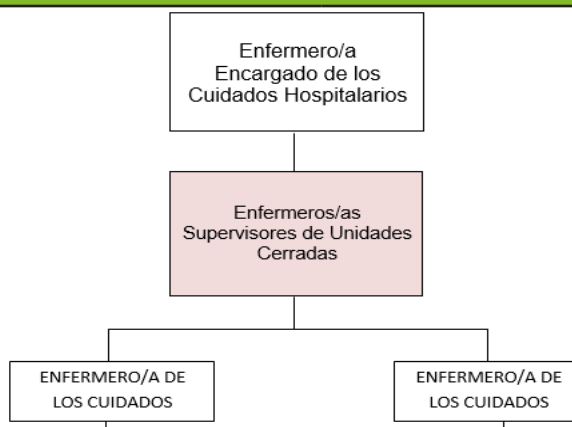 Enfermero/a
Encargado de los
Cuidados Hospitalarios
Enfermeros/as
Supervisores de Unidades
Cerradas
ENFERMERO/A DE
LOS CUIDADOS
ENFERMERO/A DE
LOS CUIDADOS